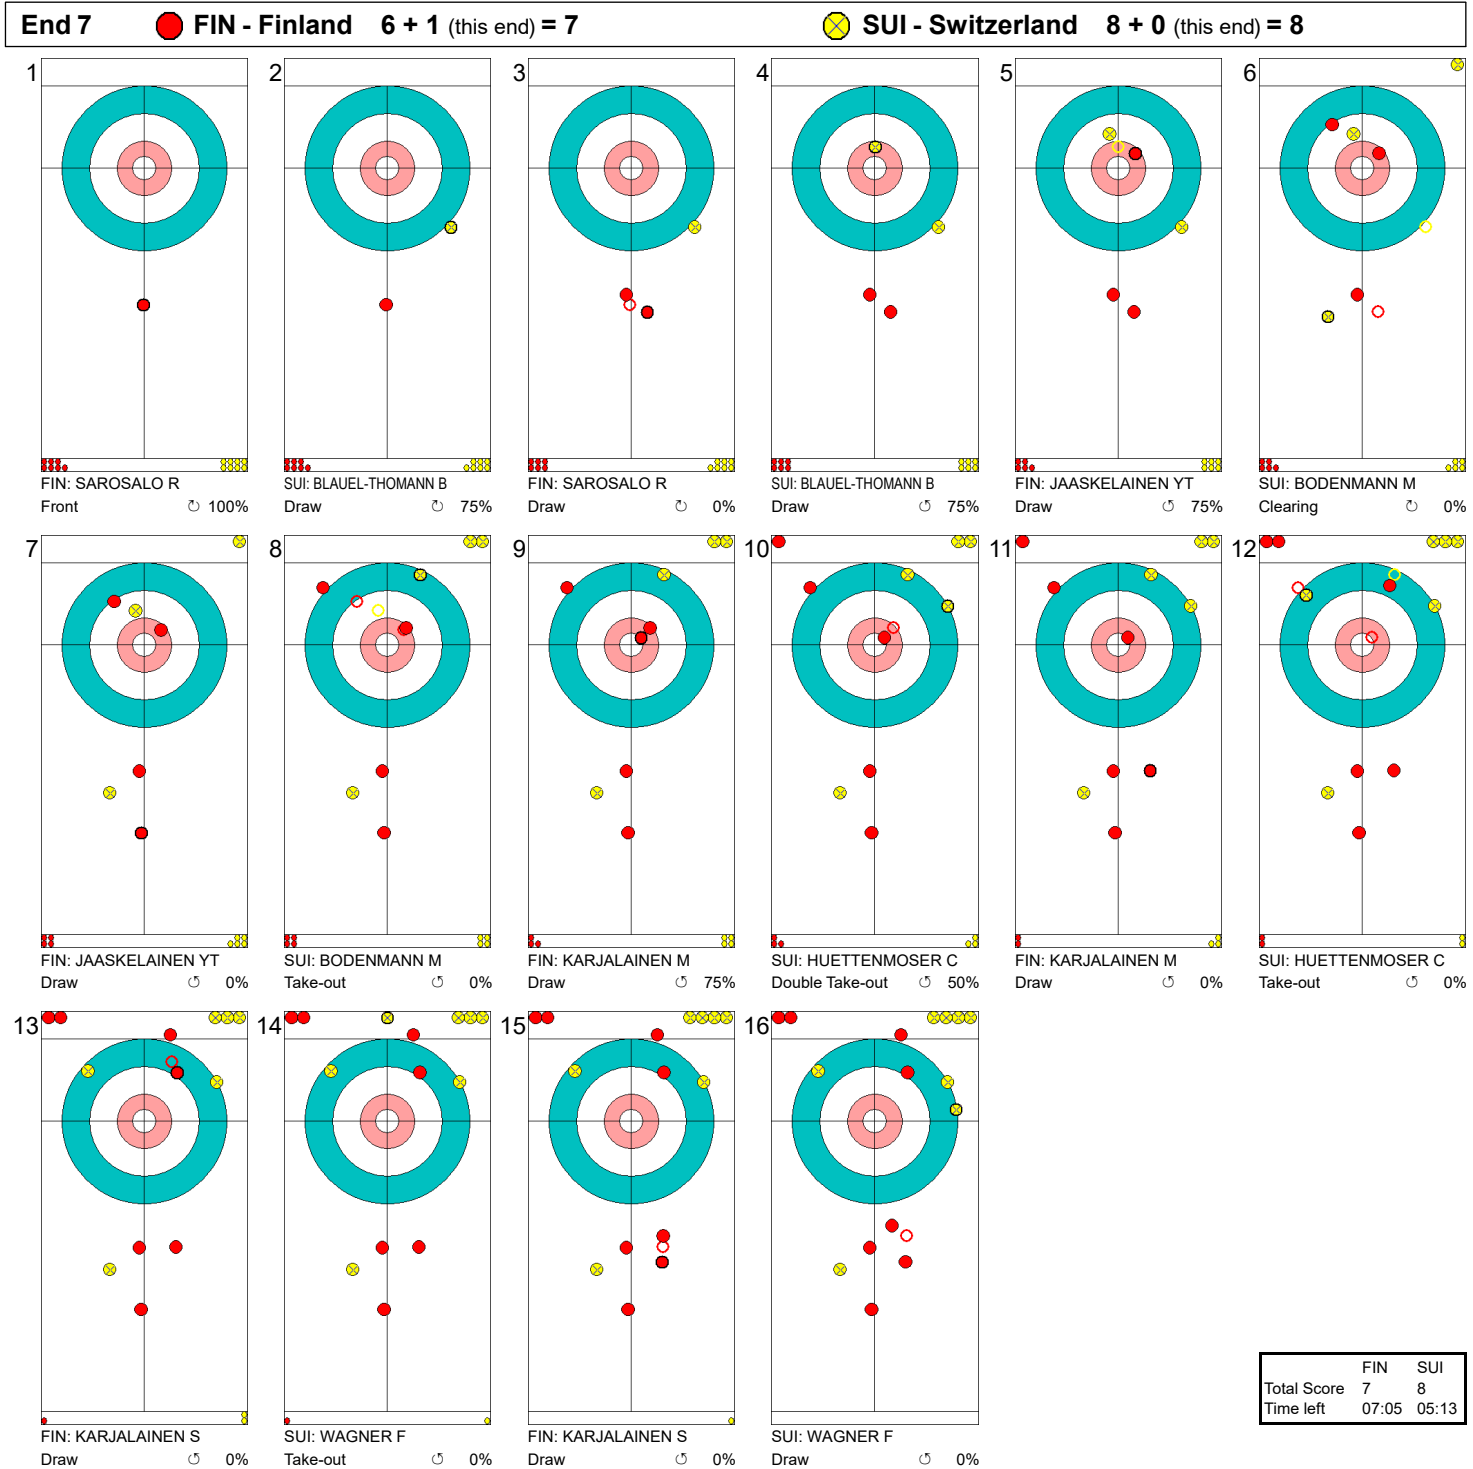 End 7 FIN - Finland 6 + 1 (this end) = 7 SUI - Switzerland 8 + 0 (this end) = 8
1 2 3 4 5 6
FIN: SAROSALO R SUI: BLAUEL-THOMANN B FIN: SAROSALO R SUI: BLAUEL-THOMANN B FIN: JAASKELAINEN YT SUI: BODENMANN M
Front ↻ 100% Draw ↻ 75% Draw ↻ 0% Draw ↻ 75% Draw ↻ 75% Clearing ↻ 0%
7 8 9 10 11 12
FIN: JAASKELAINEN YT SUI: BODENMANN M FIN: KARJALAINEN M SUI: HUETTENMOSER C FIN: KARJALAINEN M SUI: HUETTENMOSER C
Draw ↺ 0% Take-out ↺ 0% Draw ↺ 75% Double Take-out ↺ 50% Draw ↺ 0% Take-out ↺ 0%
13 14 15 16
FIN SUI
Total Score 7 8
Time left 07:05 05:13
FIN: KARJALAINEN S SUI: WAGNER F FIN: KARJALAINEN S SUI: WAGNER F
Draw ↺ 0% Take-out ↺ 0% Draw ↺ 0% Draw ↺ 0%